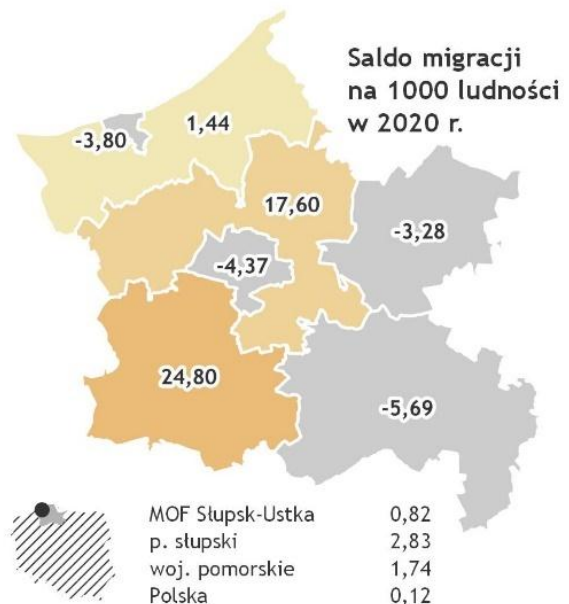 Saldo migracji
na 1000 ludności
w 2020 r.
-3,80
1,44
17,60
-3,28
-4,37
24,80
-5,69
MOF Słupsk-Ustka 0,82
p. słupski 2,83
woj. pomorskie 1,74
Polska 0,12